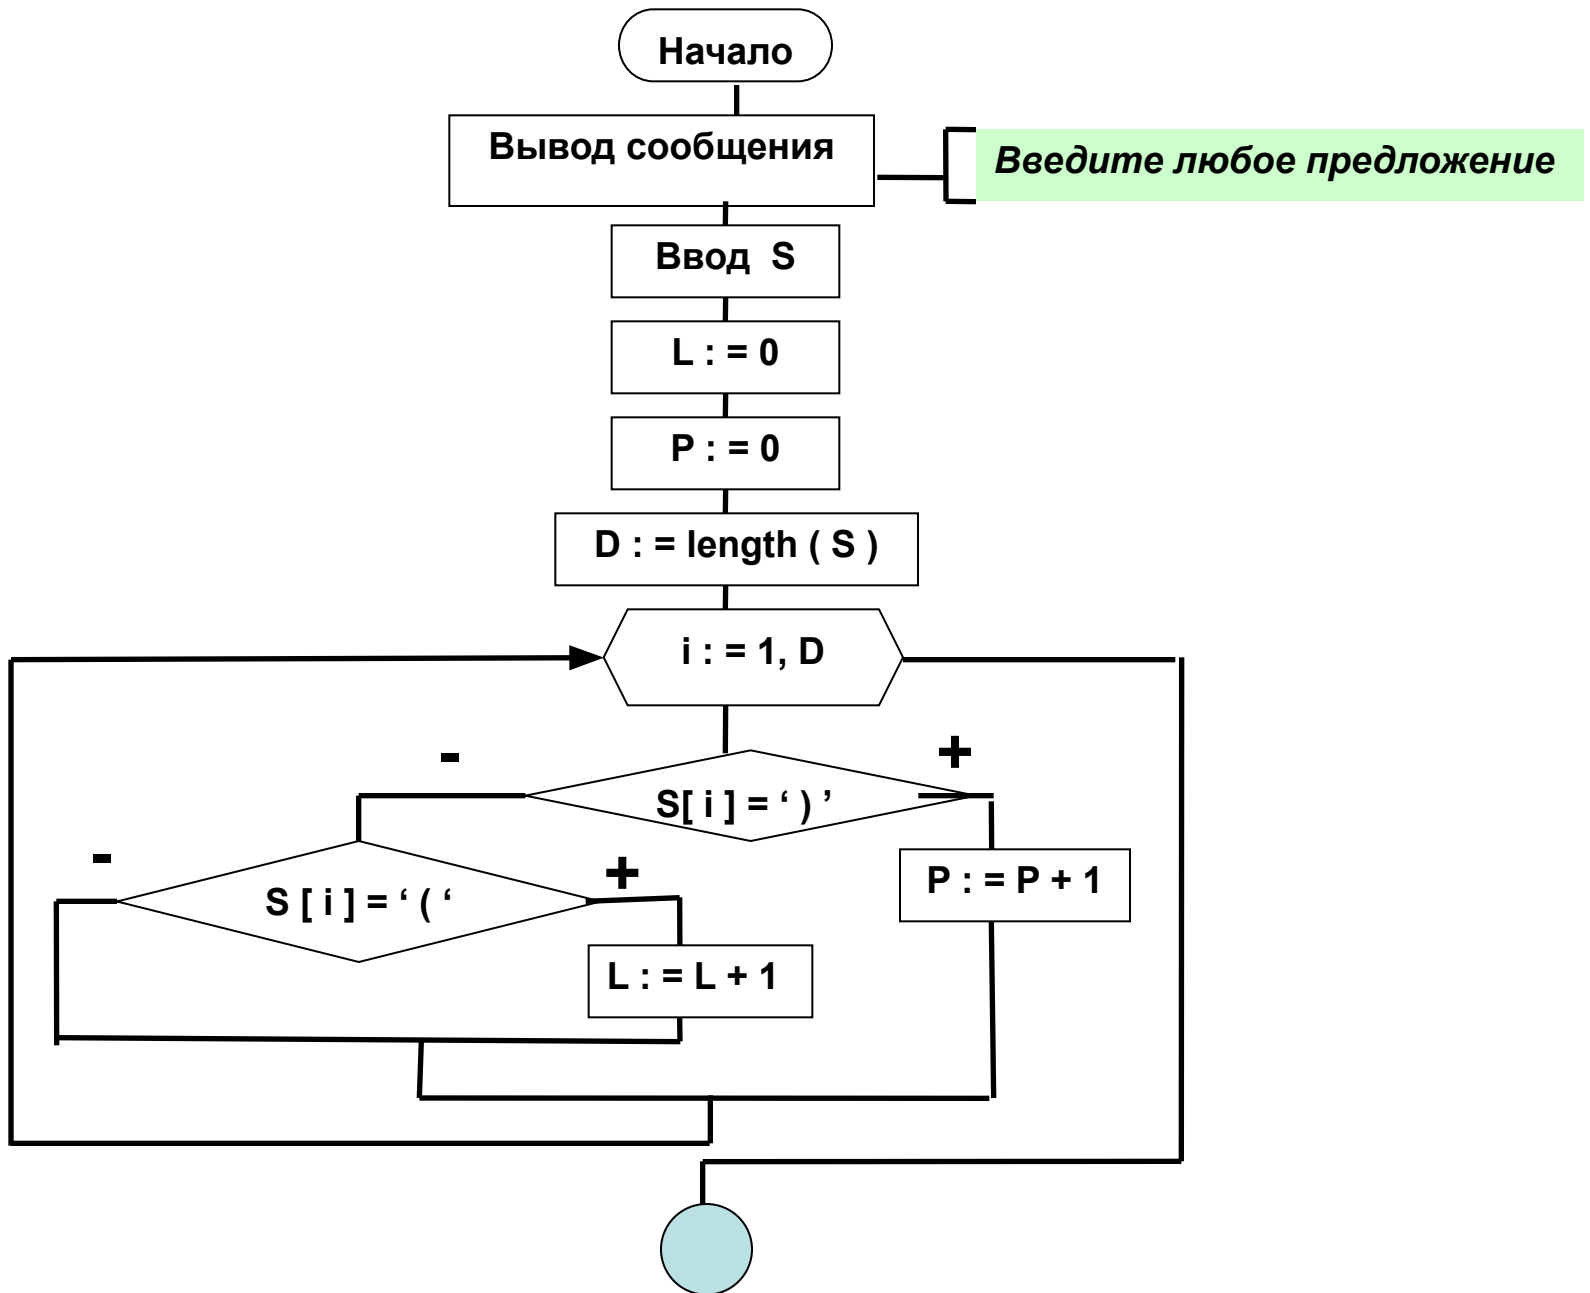 Начало
Вывод сообщения
Введите любое предложение
Ввод S
L : = 0
P : = 0
D : = length ( S )
i : = 1, D
-
+
S[ i ] = ‘ ) ’
-
+
S [ i ] = ‘ ( ‘
P : = P + 1
L : = L + 1